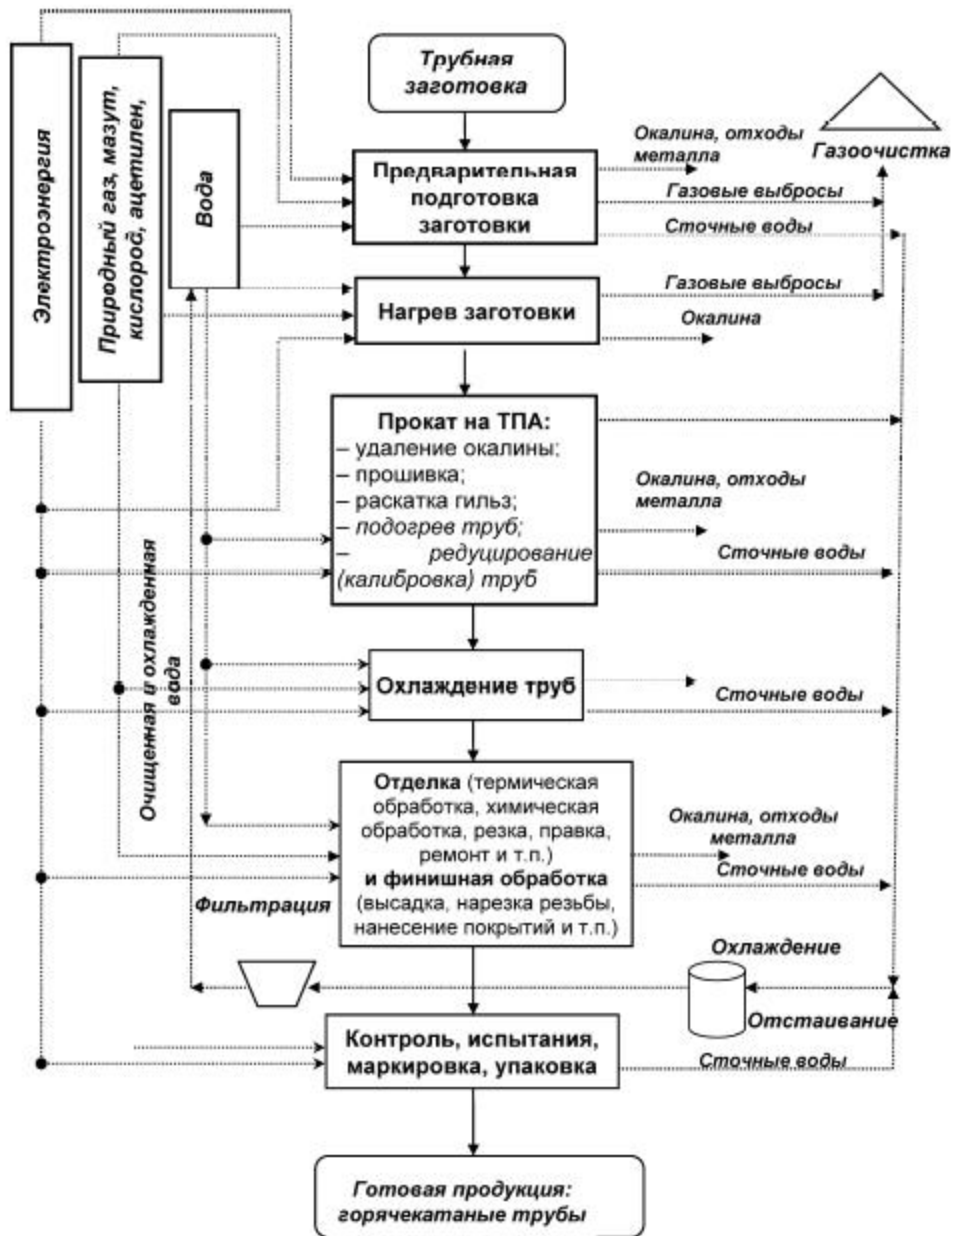 Трубная
заготовка
Электроэнергия
Природный газ, мазут,
кислород, ацетилен,
Вода
Окалина, отходы
металла
Газоочистка
Предварительная
подготовка
заготовки
Газовые выбросы
Сточные воды
Нагрев заготовки
Газовые выбросы
Окалина
Прокат на ТПА:
– удаление окалины;
– прошивка;
– раскатка гильз;
– подогрев труб;
– редуцирование
(калибровка) труб
Окалина, отходы
металла
Сточные воды
Очищенная и охлажденная
вода
Охлаждение труб
Сточные воды
Отделка (термическая
обработка, химическая
обработка, резка, правка,
ремонт и т.п.)
и финишная обработка
(высадка, нарезка резьбы,
нанесение покрытий и т.п.)
Окалина, отходы
металла
Сточные воды
Фильтрация
Охлаждение
Отстаивание
Контроль, испытания,
маркировка, упаковка
Сточные воды
Готовая продукция:
горячекатаные трубы